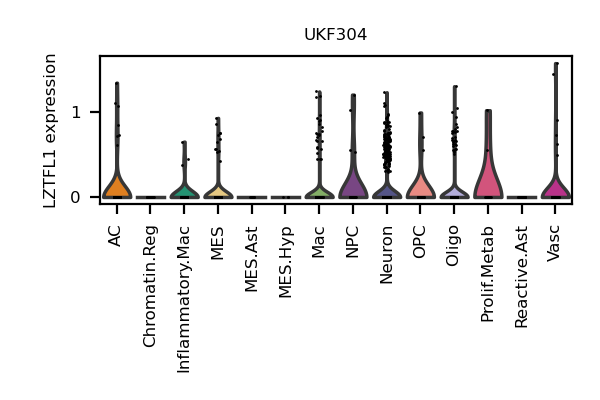 UKF304
LZTFL1 expression
1
0
AC
Chromatin.Reg
Inflammatory.Mac
MES
MES.Ast
MES.Hyp
Mac
NPC
Neuron
OPC
Oligo
Prolif.Metab
Reactive.Ast
Vasc